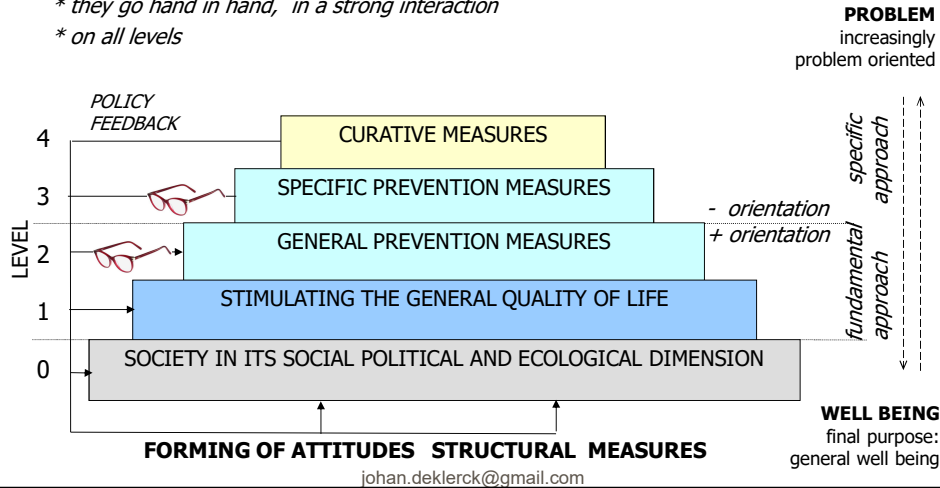 * they go hand in hand, in a strong interaction
* on all levels
PROBLEM
increasingly
problem oriented
POLICY
FEEDBACK
LEVEL
4
CURATIVE MEASURES
3
SPECIFIC PREVENTION MEASURES
2
GENERAL PREVENTION MEASURES
1
STIMULATING THE GENERAL QUALITY OF LIFE
0
SOCIETY IN ITS SOCIAL POLITICAL AND ECOLOGICAL DIMENSION
- orientation
+ orientation
specific
approach
fundamental
approach
WELL BEING
final purpose:
general well being
FORMING OF ATTITUDES STRUCTURAL MEASURES
johan.deklerck@gmail.com